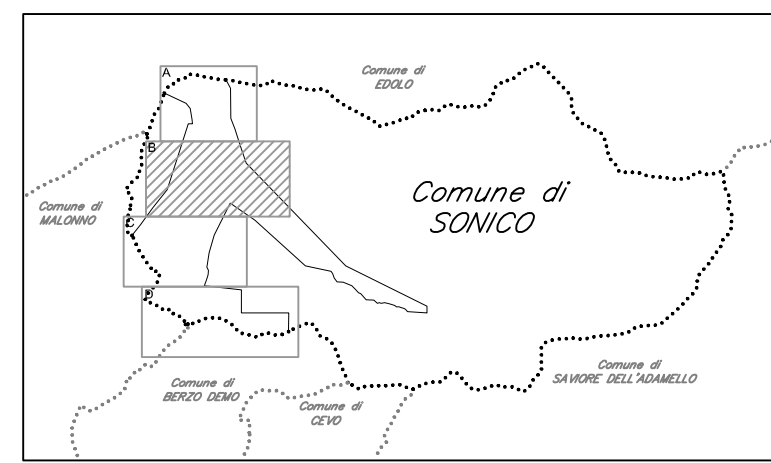 A
Comune di
EDOLO
B
Comune di
MALONNO
Comune di
SONICO
C
D
Comune di
SAVIORE DELL'ADAMELLO
Comune di
BERZO DEMO
Comune di
CEVO